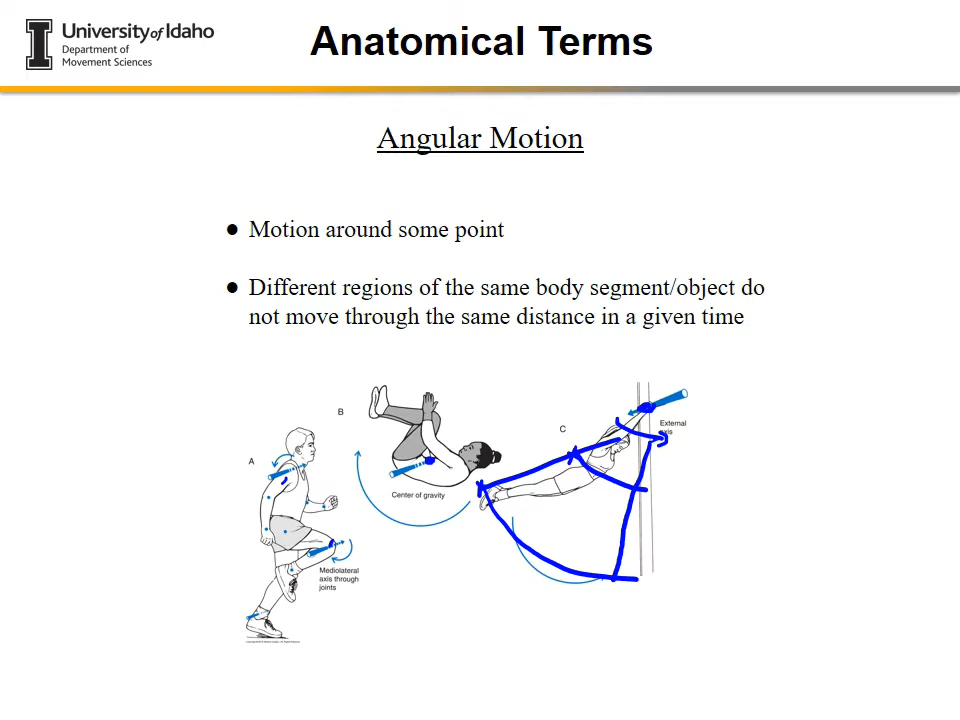 University of Idaho
Department of
Movement Sciences
Anatomical Terms
Angular Motion
● Motion around some point
● Different regions of the same body segment/object do
not move through the same distance in a given time
A
Mediolateral
axis through
joints
B
Center of gravity
C
External
axis